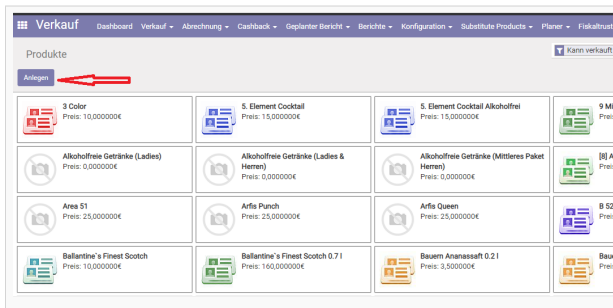 Verkauf Dashboard Verkauf Abrechnung Cashback Geplanter Bericht Berichte Konfiguration Substitute Products Planer Fiskaltrust
Produkte
Kann verkauft
Anlegen
3 Color
Preis: 10,000000€
5. Element Cocktail
Preis: 15,000000€
5. Element Cocktail Alkoholfrei
Preis: 15,000000€
Alkoholfreie Getränke (Ladies)
Preis: 0,000000€
Alkoholfreie Getränke (Ladies &
Herren)
Preis: 0,000000€
Alkoholfreie Getränke (Mittleres Paket
Herren)
Preis: 0,000000€
Area 51
Preis: 25,000000€
Arfis Punch
Preis: 25,000000€
Arfis Queen
Preis: 25,000000€
B 52
Ballantine`s Finest Scotch
Preis: 10,000000€
Ballantine`s Finest Scotch 0.7 l
Preis: 160,000000€
Bauern Ananassaft 0.2 l
Preis: 3,500000€